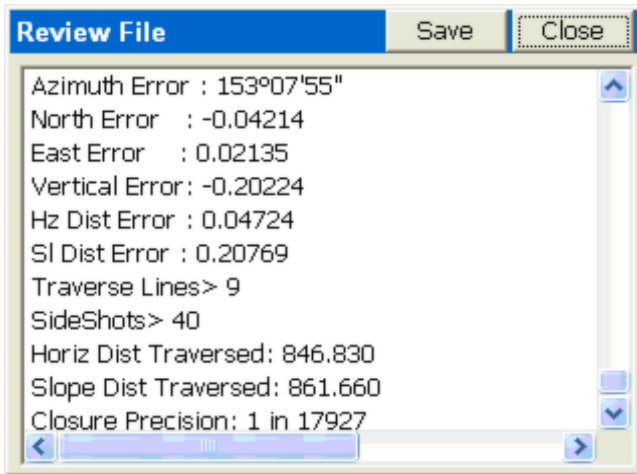 Review File Save Close
Azimuth Error : 153º07'55"
North Error : -0.04214
East Error : 0.02135
Vertical Error: -0.20224
Hz Dist Error : 0.04724
Sl Dist Error : 0.20769
Traverse Lines> 9
SideShots> 40
Horiz Dist Traversed: 846.830
Slope Dist Traversed: 861.660
Closure Precision: 1 in 17927